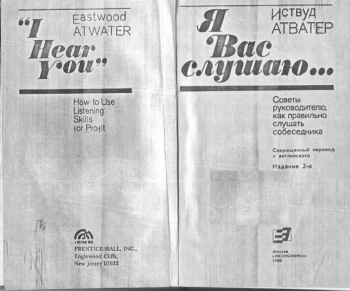 Eastwood
ATWATER
"I
Hear
You"
How to Use
Listening
Skills
for Profit
PRENTICE-HALL, INC.,
Englewood Cliffs,
New Jersey 07632
ИСТВУД
АТВАТЕР
Я
Вас
слушаю...
Советы
руководителю,
как правильно
слушать
собеседника
Сокращенный перевод
с английского
Издание 2-е
Москва
«ЭКОНОМИКА»
1988